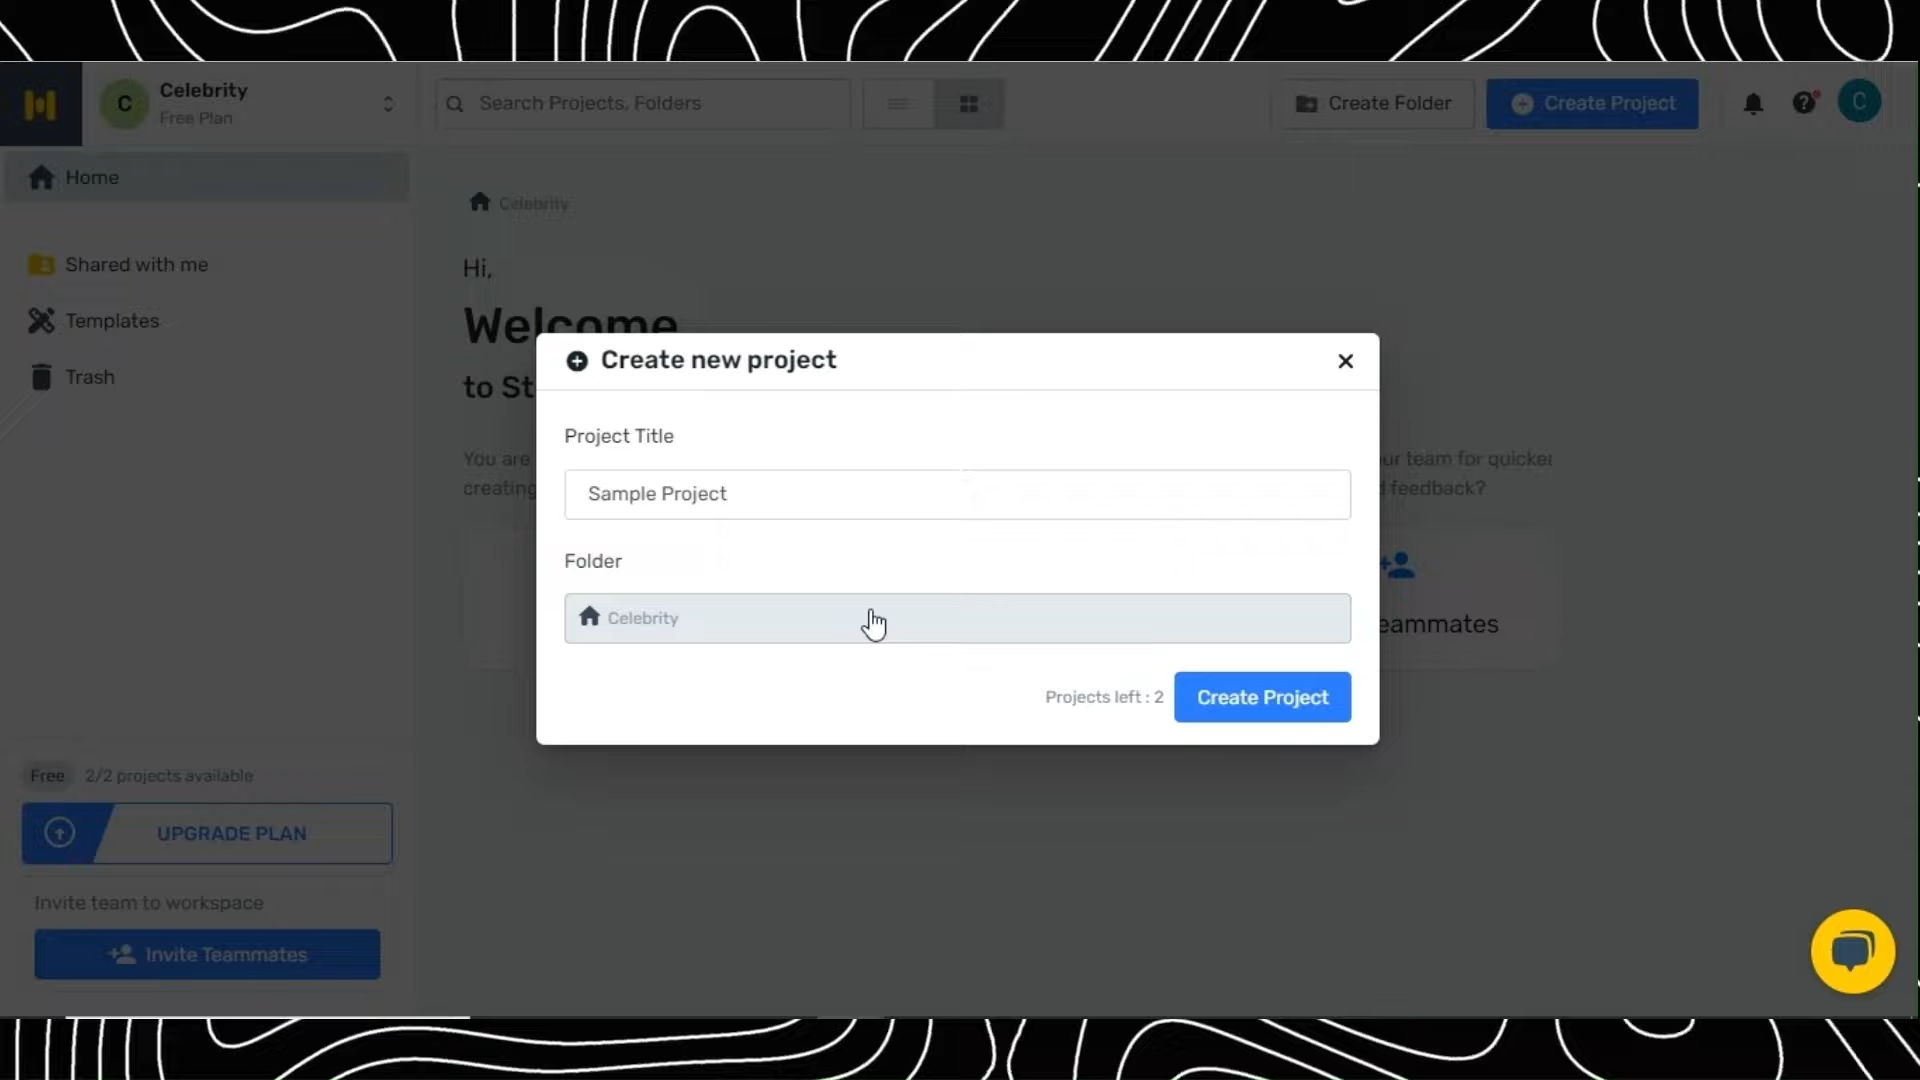 C
Celebrity
Free Plan
Search Projects, Folders
Create Folder
Create Project
C
Home
Shared with me
Templates
Trash
Celebrity
Hi,
Welcome
to St
You are
creating
ur team for quicker
feedback?
eammates
Create new project
Project Title
Sample Project
Folder
Celebrity
Projects left : 2
Create Project
Free
2/2 projects available
UPGRADE PLAN
Invite team to workspace
Invite Teammates